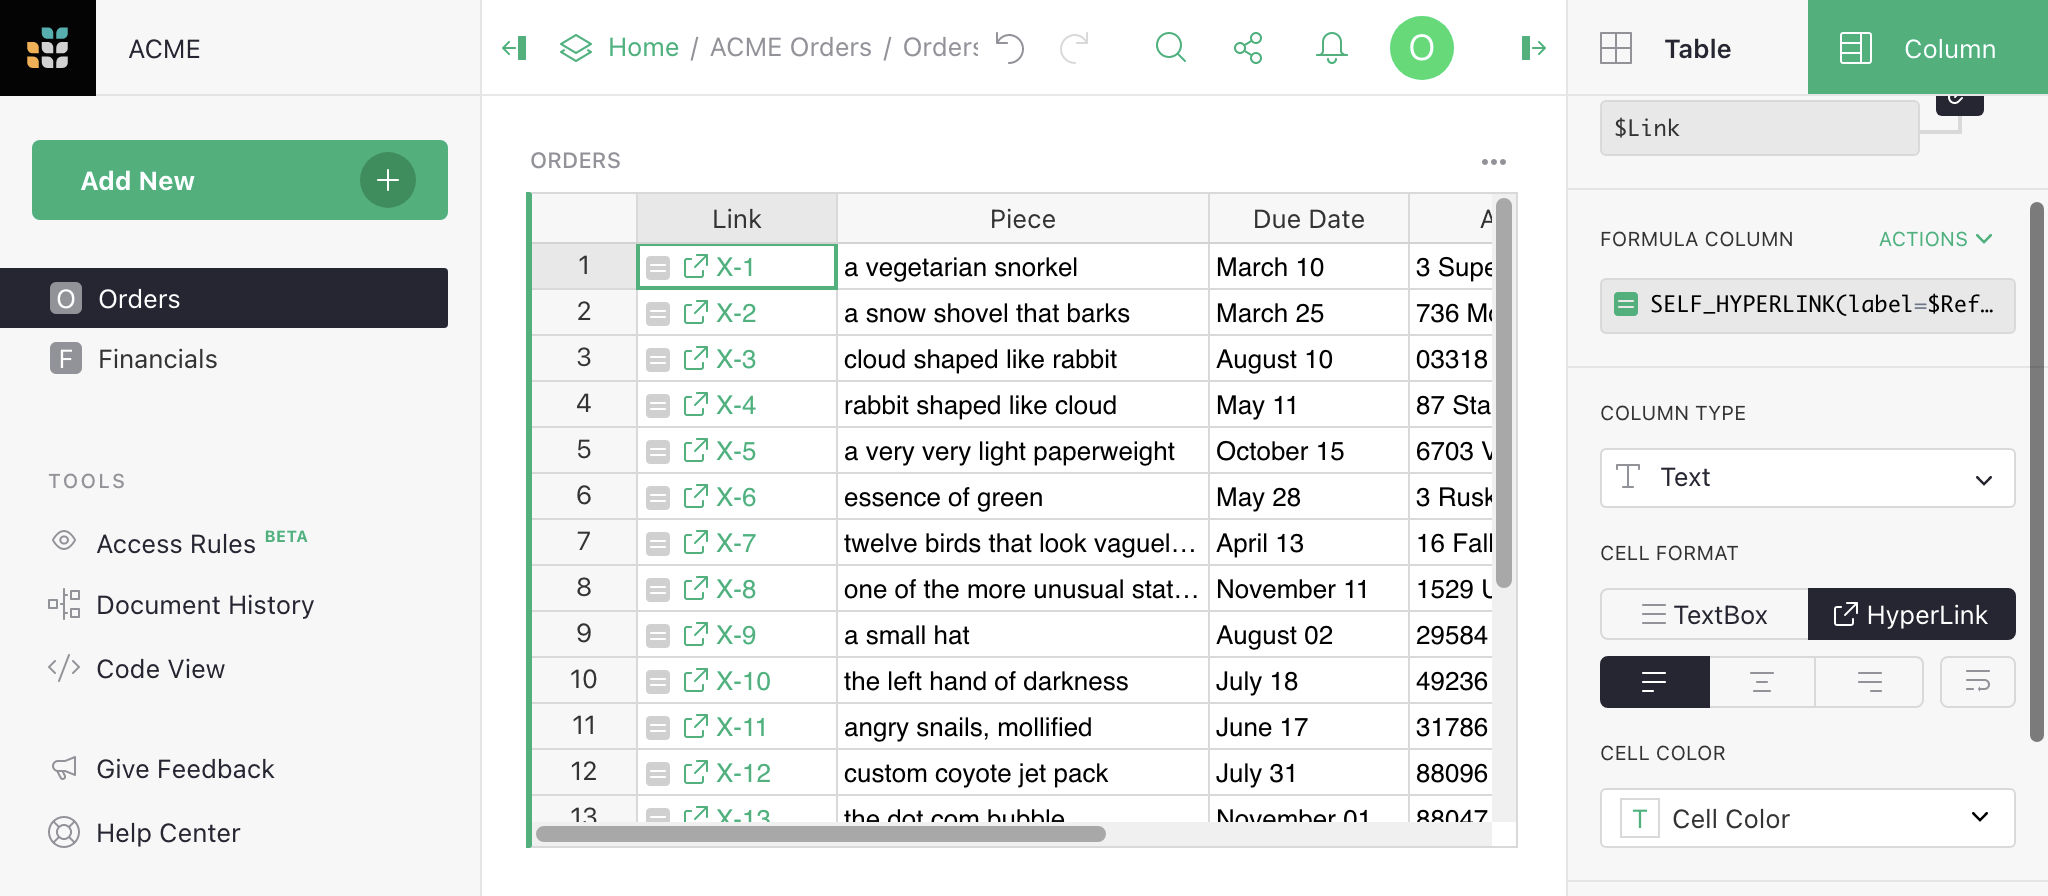 ACME
Add New
O Orders
F Financials
TOOLS
Access Rules BETA
Document History
Code View
Give Feedback
Help Center
Home / ACME Orders / Orders
O
ORDERS
Link Piece Due Date A
1 X-1 a vegetarian snorkel March 10 3 Supe
2 X-2 a snow shovel that barks March 25 736 Mo
3 X-3 cloud shaped like rabbit August 10 03318
4 X-4 rabbit shaped like cloud May 11 87 Sta
5 X-5 a very very light paperweight October 15 6703 V
6 X-6 essence of green May 28 3 Rusk
7 X-7 twelve birds that look vaguel… April 13 16 Fall
8 X-8 one of the more unusual stat… November 11 1529 U
9 X-9 a small hat August 02 29584
10 X-10 the left hand of darkness July 18 49236
11 X-11 angry snails, mollified June 17 31786
12 X-12 custom coyote jet pack July 31 88096
13 X-13 the dot com bubble November 01 88047
Table Column
$Link
FORMULA COLUMN ACTIONS
SELF_HYPERLINK(label=$Ref…
COLUMN TYPE
Text
CELL FORMAT
TextBox HyperLink
CELL COLOR
T Cell Color